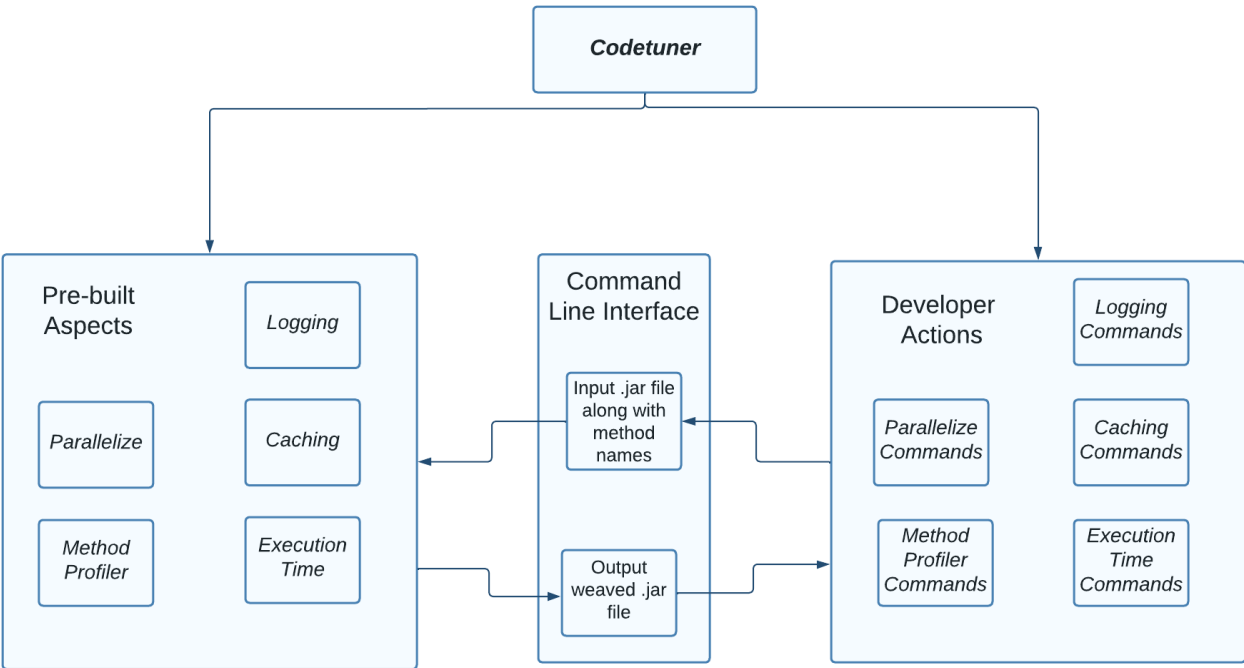 Codetuner
Pre-built
Aspects
Logging
Parallelize
Caching
Method
Profiler
Execution
Time
Command
Line Interface
Input .jar file
along with
method
names
Output
weaved .jar
file
Developer
Actions
Logging
Commands
Parallelize
Commands
Caching
Commands
Method
Profiler
Commands
Execution
Time
Commands